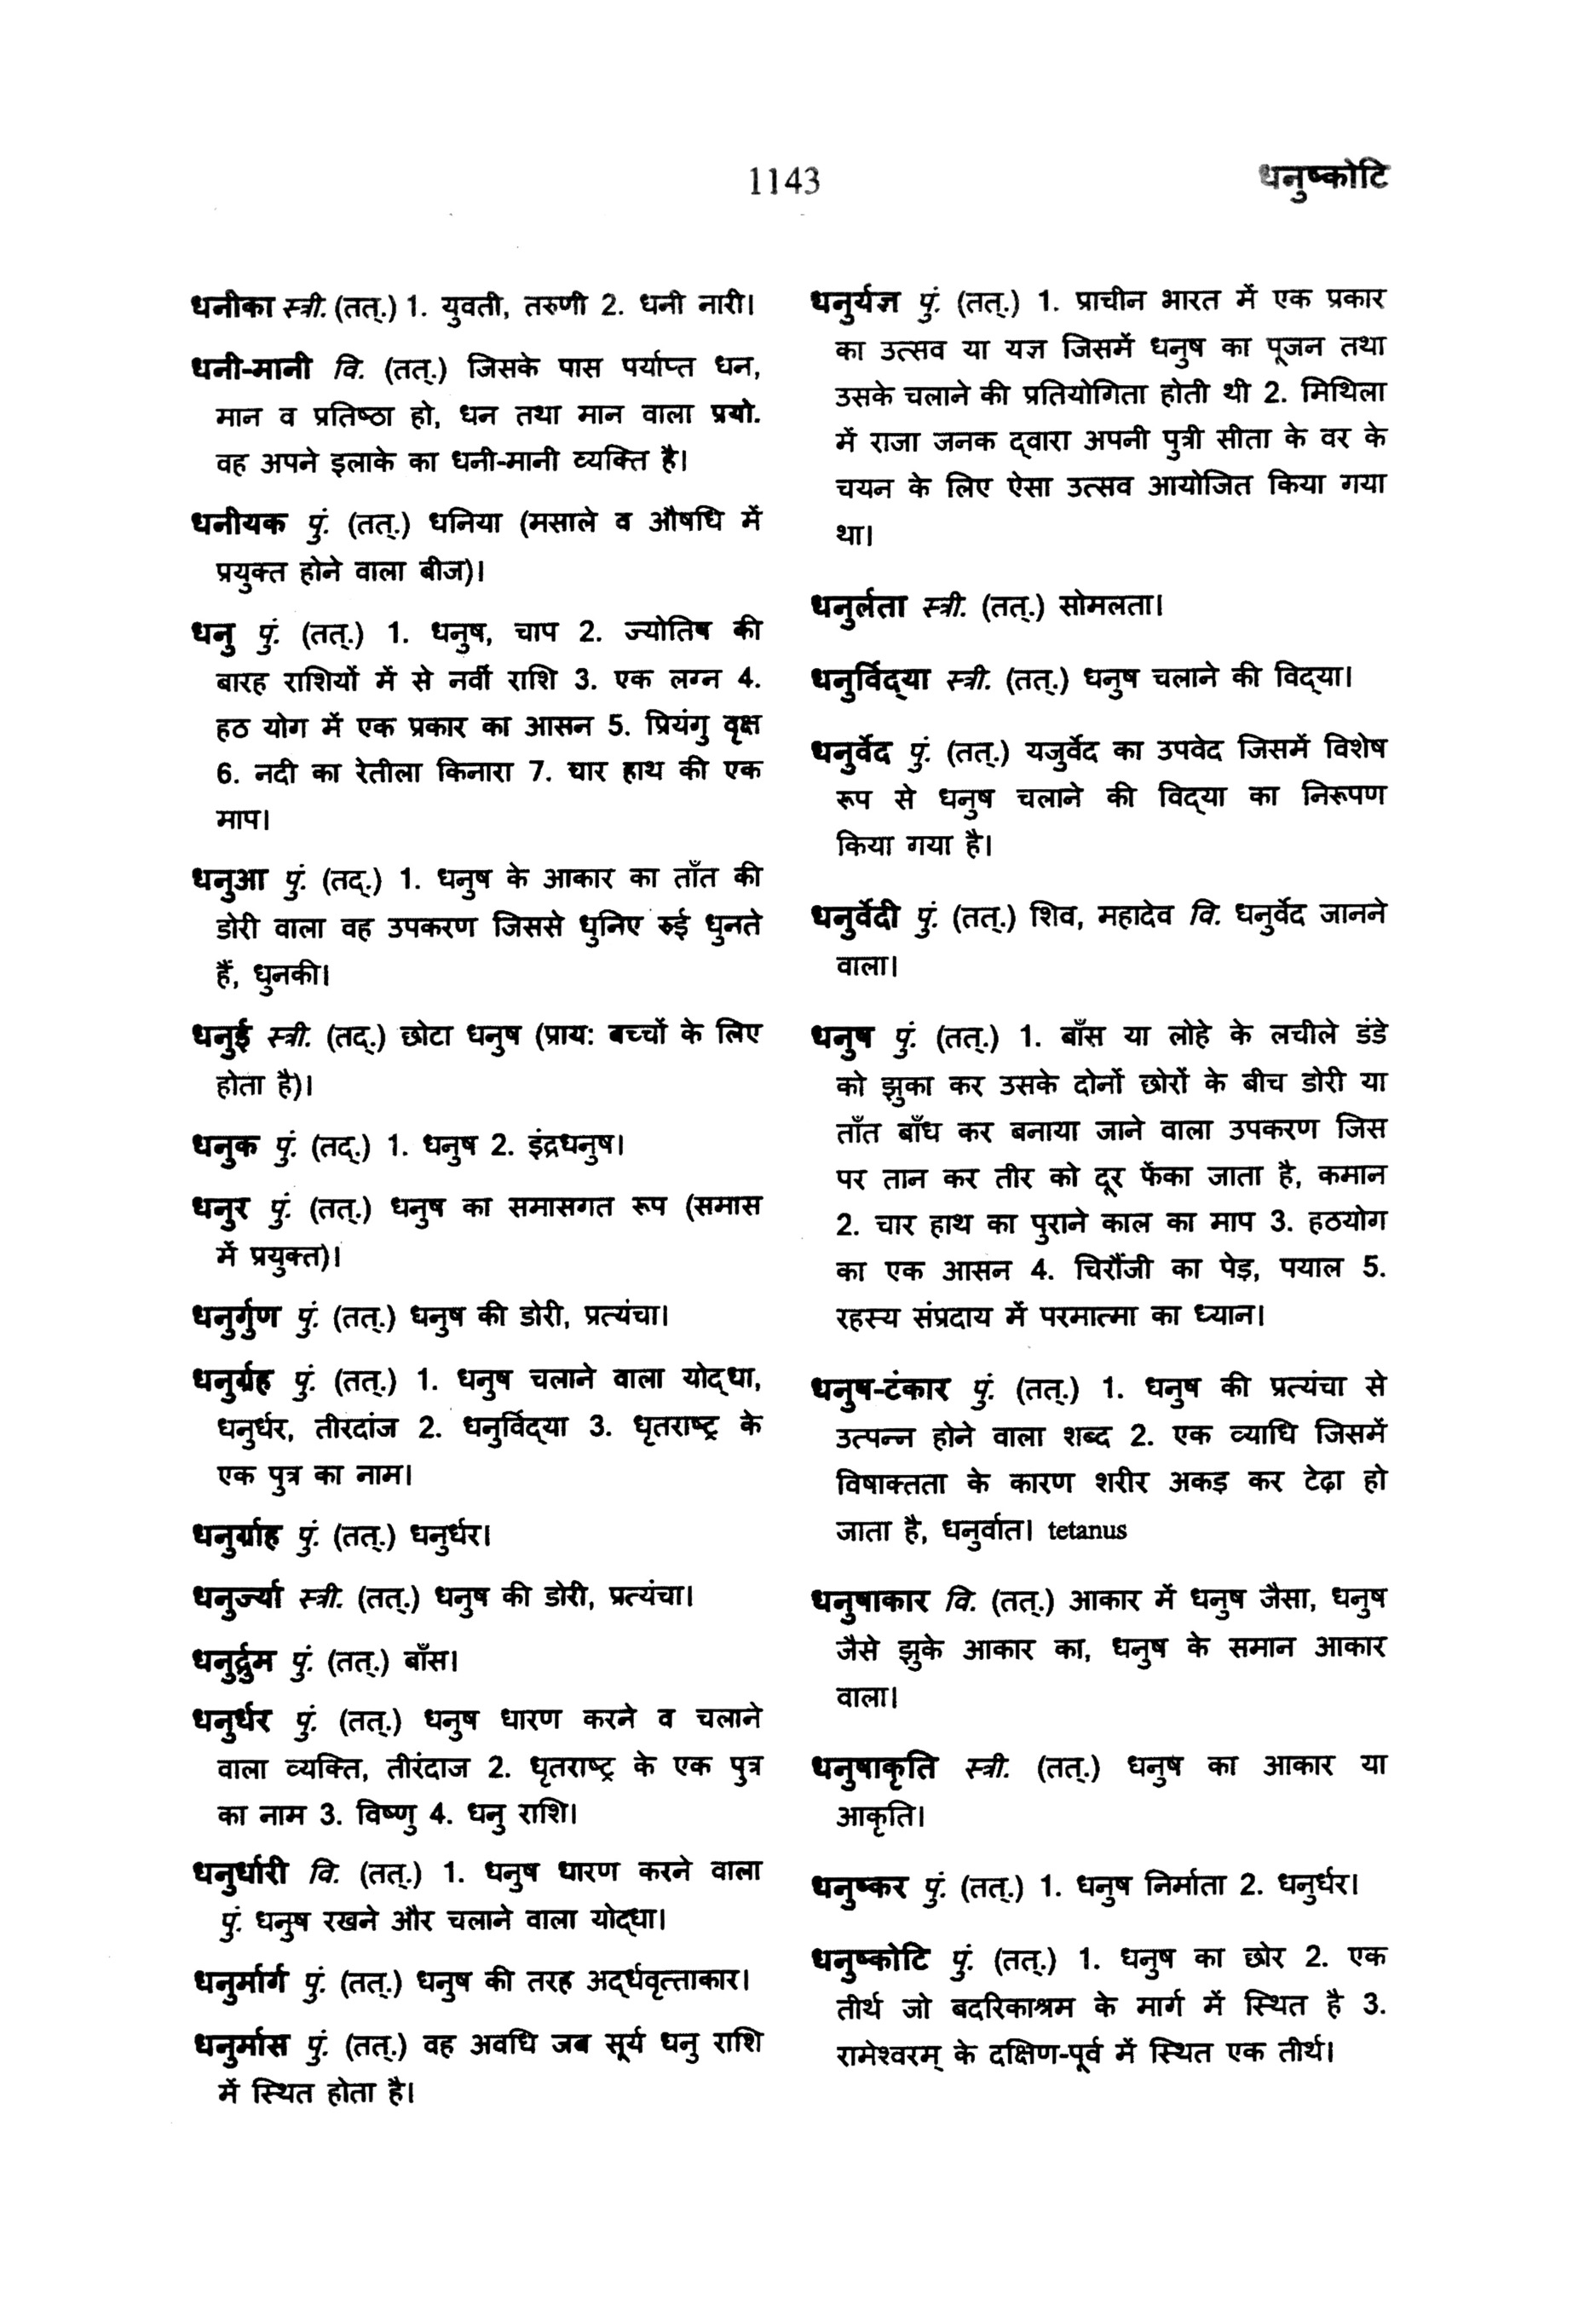 1143
धनुष्कोटि
धनीका स्त्री. (तत्.) 1. युवती, तरुणी 2. धनी नारी।
धनी-मानी वि. (तत्.) जिसके पास पर्याप्त धन,
मान व प्रतिष्ठा हो, धन तथा मान वाला प्रयो.
वह अपने इलाके का धनी-मानी व्यक्ति है।
धनीयक पुं. (तत्.) धनिया (मसाले व औषधि में
प्रयुक्त होने वाला बीज)।
धनु पुं. (तत्.) 1. धनुष, चाप 2. ज्योतिष की
बारह राशियों में से नवीं राशि 3. एक लग्न 4.
हठ योग में एक प्रकार का आसन 5. प्रियंगु वृक्ष
6. नदी का रेतीला किनारा 7. चार हाथ की एक
माप।
धनुआ पुं. (तद्.) 1. धनुष के आकार का ताँत की
डोरी वाला वह उपकरण जिससे धुनिए रुई धुनते
हैं, धुनकी।
धनुई स्त्री. (तद्.) छोटा धनुष (प्राय: बच्चों के लिए
होता है)।
धनुक पुं. (तद्.) 1. धनुष 2. इंद्रधनुष।
धनुर पुं. (तत्.) धनुष का समासगत रूप (समास
में प्रयुक्त)।
धनुर्गुण पुं. (तत्.) धनुष की डोरी, प्रत्यंचा।
धनुर्ग्रह पुं. (तत्.) 1. धनुष चलाने वाला योद्धा,
धनुर्धर, तीरदांज 2. धनुर्विद्या 3. धृतराष्ट्र के
एक पुत्र का नाम।
धनुर्ग्राह पुं. (तत्.) धनुर्धर।
धनुर्ज्या स्त्री. (तत्.) धनुष की डोरी, प्रत्यंचा।
धनुर्द्रुम पुं. (तत्.) बाँस।
धनुर्धर पुं. (तत्.) धनुष धारण करने व चलाने
वाला व्यक्ति, तीरंदाज 2. धृतराष्ट्र के एक पुत्र
का नाम 3. विष्णु 4. धनु राशि।
धनुर्धारी वि. (तत्.) 1. धनुष धारण करने वाला
पुं. धनुष रखने और चलाने वाला योद्धा।
धनुर्मार्ग पुं. (तत्.) धनुष की तरह अर्द्धवृत्ताकार।
धनुर्मास पुं. (तत्.) वह अवधि जब सूर्य धनु राशि
में स्थित होता है।
धनुर्यज्ञ पुं. (तत्.) 1. प्राचीन भारत में एक प्रकार
का उत्सव या यज्ञ जिसमें धनुष का पूजन तथा
उसके चलाने की प्रतियोगिता होती थी 2. मिथिला
में राजा जनक द्वारा अपनी पुत्री सीता के वर के
चयन के लिए ऐसा उत्सव आयोजित किया गया
था।
धनुर्लता स्त्री. (तत्.) सोमलता।
धनुर्विद्या स्त्री. (तत्.) धनुष चलाने की विद्या।
धनुर्वेद पुं. (तत्.) यजुर्वेद का उपवेद जिसमें विशेष
रूप से धनुष चलाने की विद्या का निरूपण
किया गया है।
धनुर्वेदी पुं. (तत्.) शिव, महादेव वि. धनुर्वेद जानने
वाला।
धनुष पुं. (तत्.) 1. बाँस या लोहे के लचीले डंडे
को झुका कर उसके दोनों छोरों के बीच डोरी या
ताँत बाँध कर बनाया जाने वाला उपकरण जिस
पर तान कर तीर को दूर फेंका जाता है, कमान
2. चार हाथ का पुराने काल का माप 3. हठयोग
का एक आसन 4. चिरौंजी का पेड़, पयाल 5.
रहस्य संप्रदाय में परमात्मा का ध्यान।
धनुष-टंकार पुं. (तत्.) 1. धनुष की प्रत्यंचा से
उत्पन्न होने वाला शब्द 2. एक व्याधि जिसमें
विषाक्तता के कारण शरीर अकड़ कर टेढ़ा हो
जाता है, धनुर्वात। tetanus
धनुषाकार वि. (तत्.) आकार में धनुष जैसा, धनुष
जैसे झुके आकार का, धनुष के समान आकार
वाला।
धनुषाकृति स्त्री. (तत्.) धनुष का आकार या
आकृति।
धनुष्कर पुं. (तत्.) 1. धनुष निर्माता 2. धनुर्धर।
धनुष्कोटि पुं. (तत्.) 1. धनुष का छोर 2. एक
तीर्थ जो बदरिकाश्रम के मार्ग में स्थित है 3.
रामेश्वरम् के दक्षिण-पूर्व में स्थित एक तीर्थ।